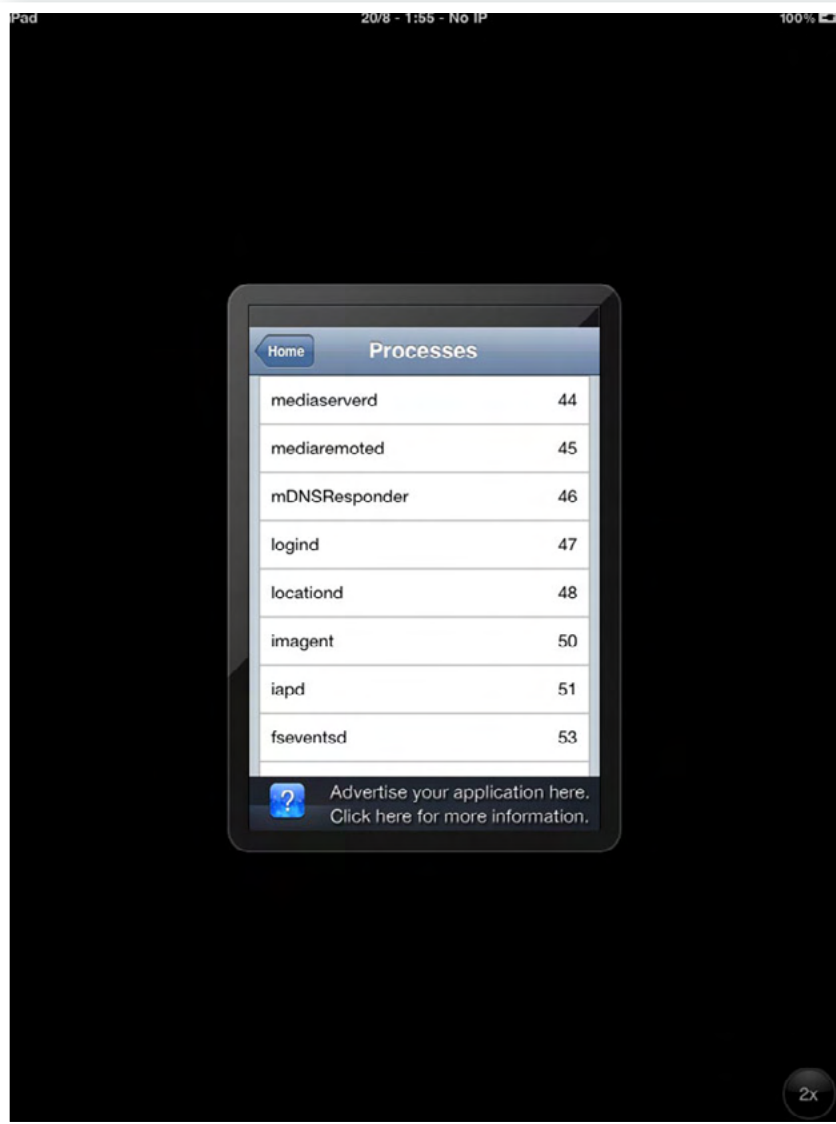 iPad
20/8 - 1:55 - No IP
100%
Home
Processes
mediaserverd 44
mediaremoted 45
mDNSResponder 46
logind 47
locationd 48
imagent 50
iapd 51
fseventsd 53
Advertise your application here.
Click here for more information.
2x